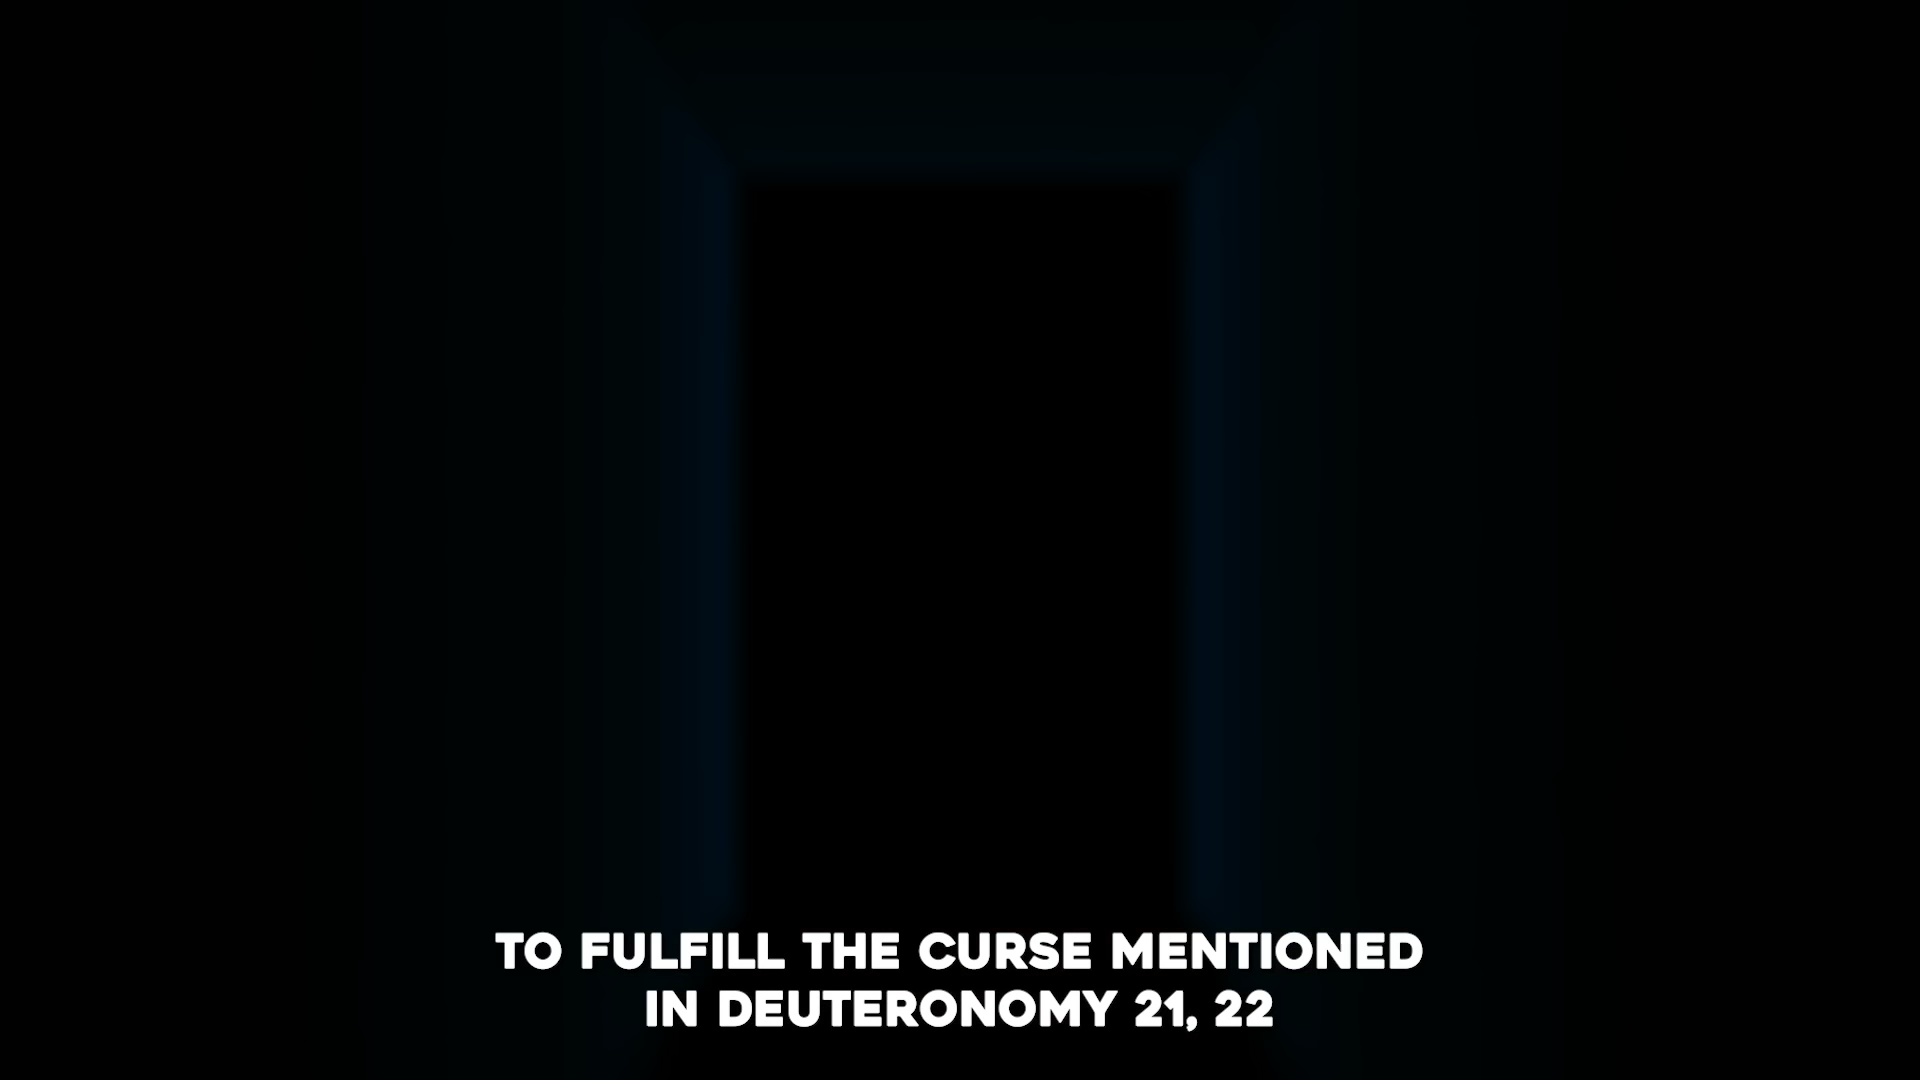 TO FULFILL THE CURSE MENTIONED
IN DEUTERONOMY 21, 22